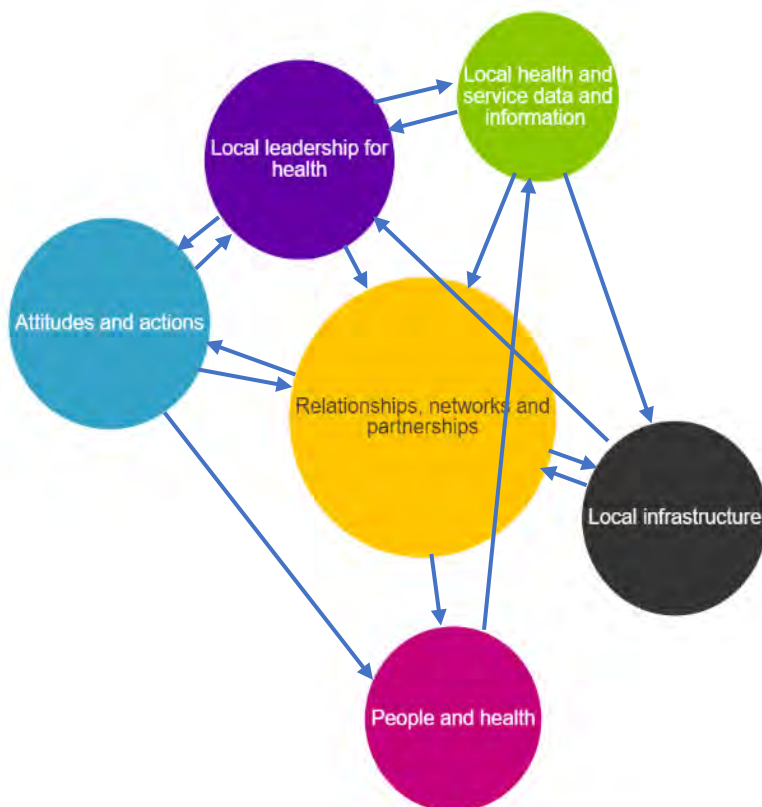 Local health and
service data and
information
Local leadership for
health
Attitudes and actions
Relationships, networks and
partnerships
Local infrastructure
People and health